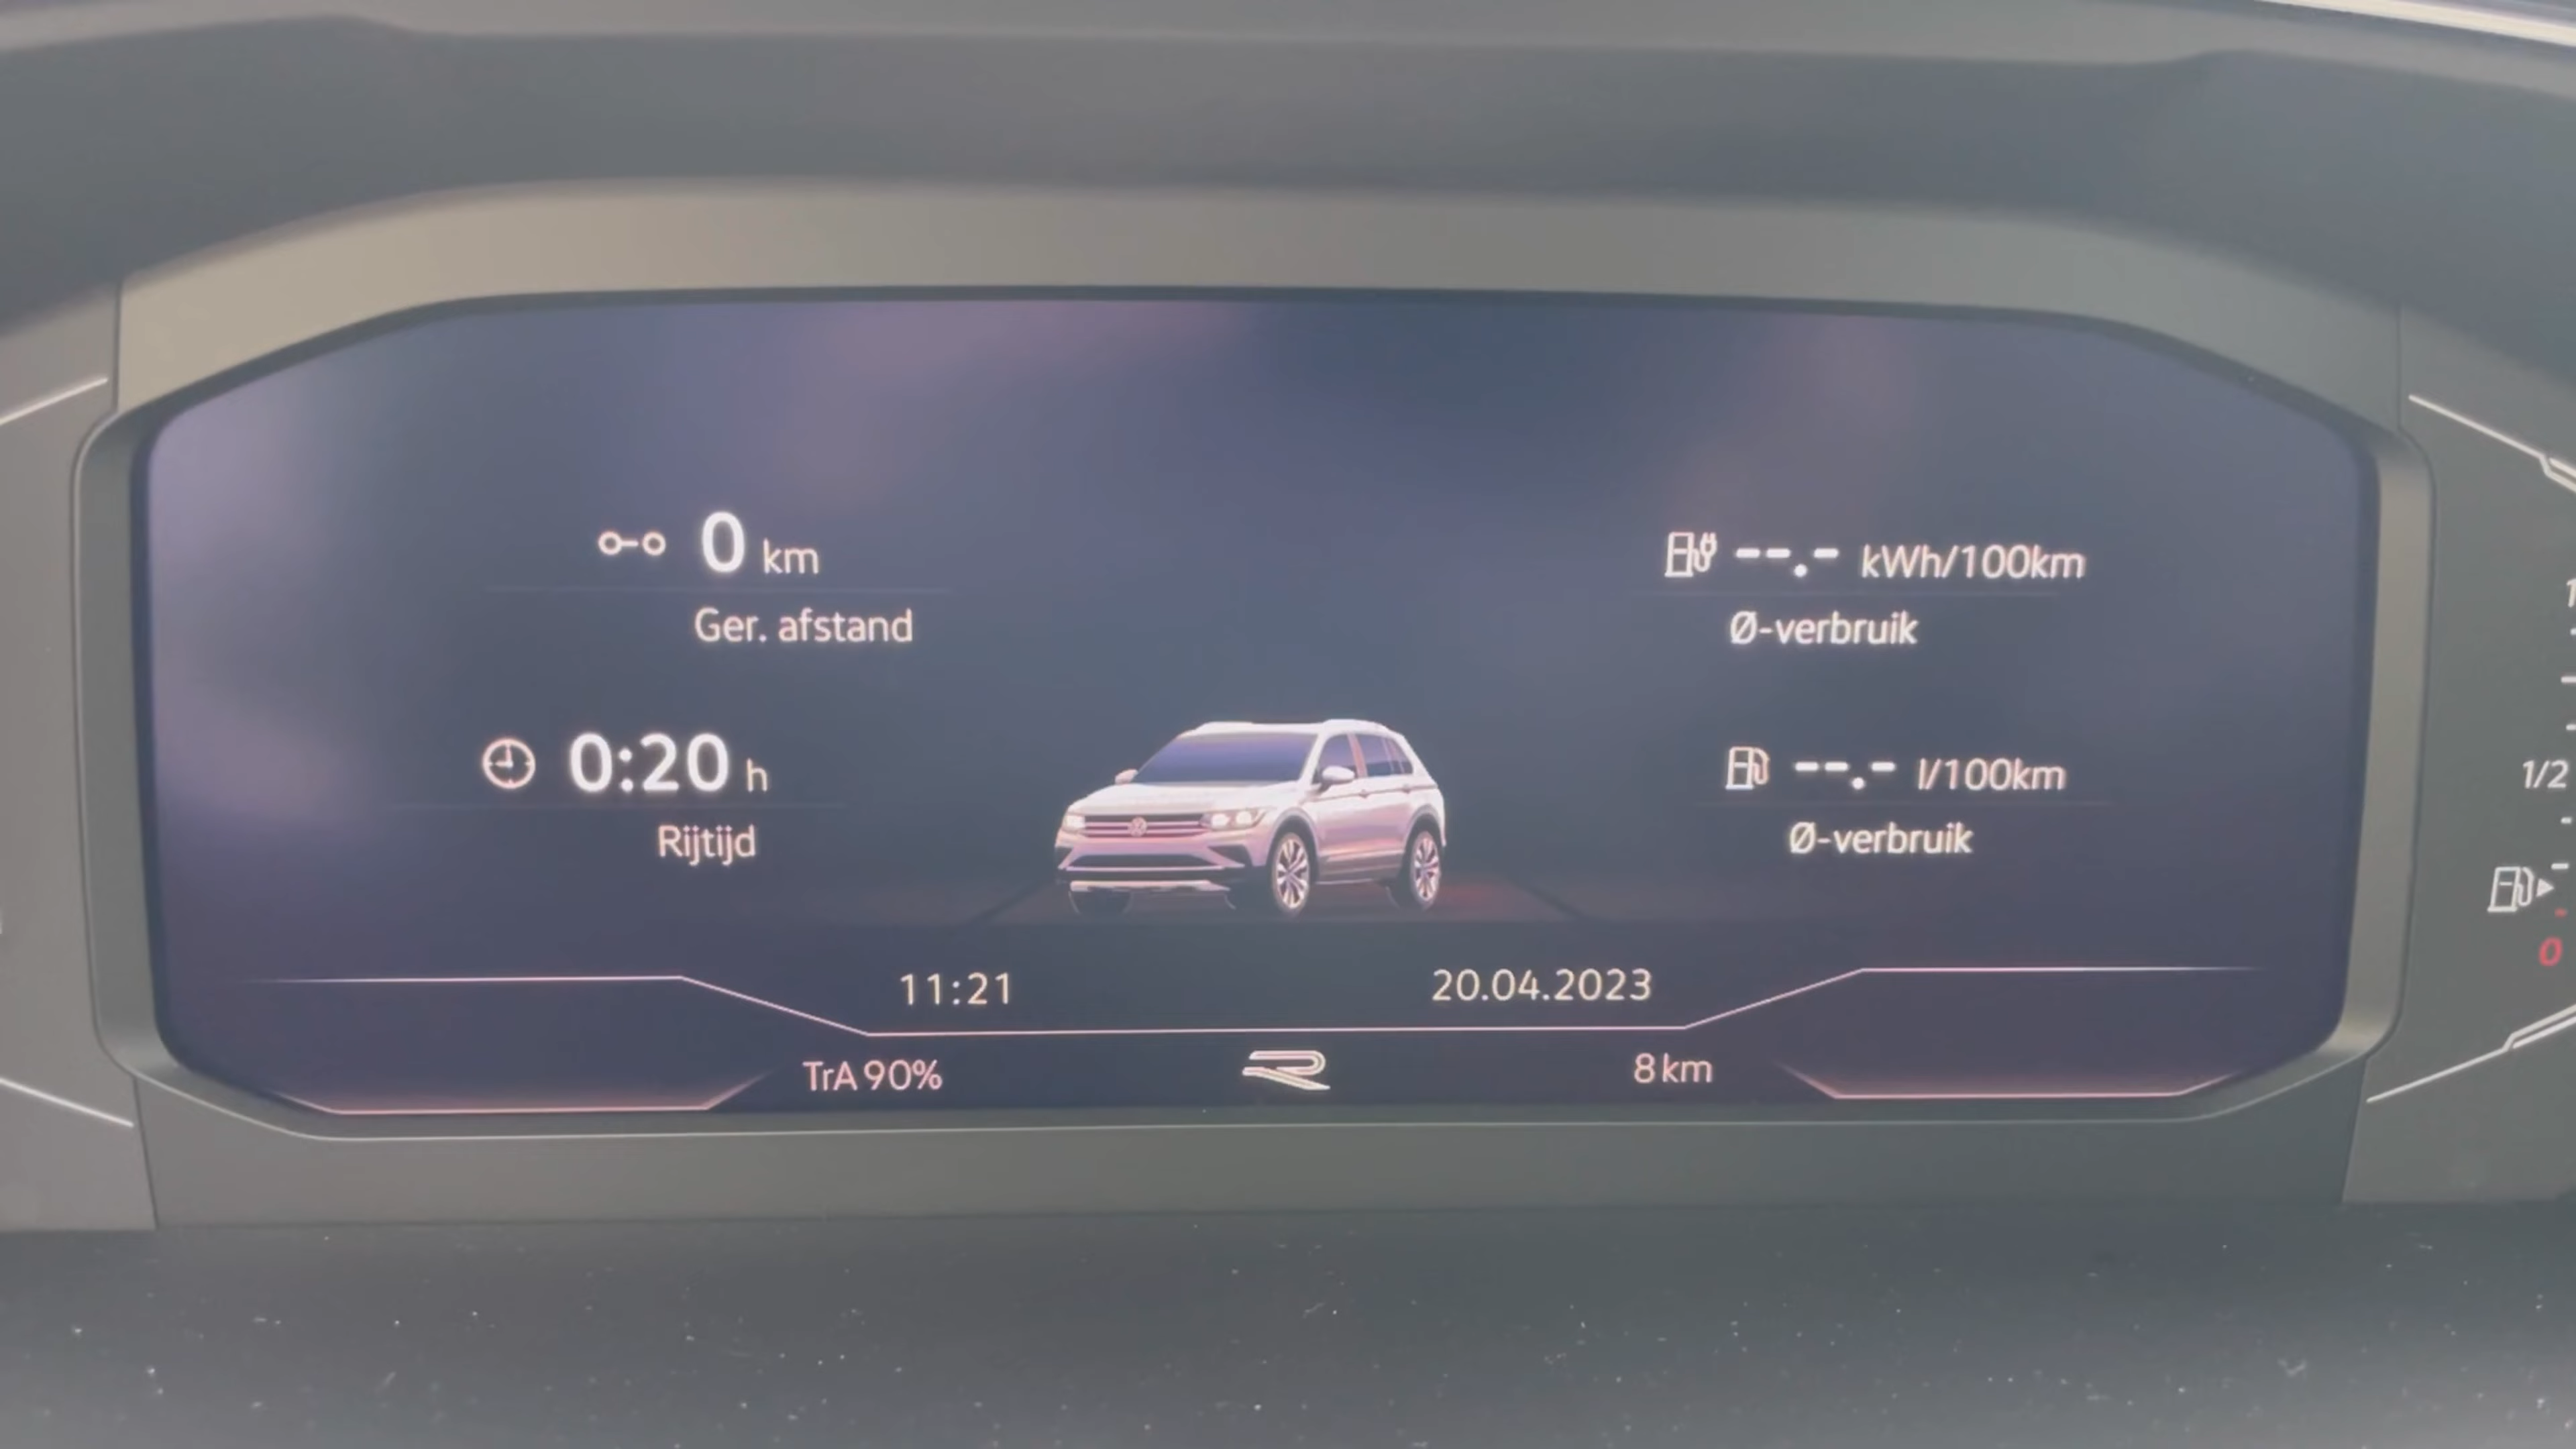 0 km
Ger. afstand
0:20 h
Rijtijd
--.- kWh/100km
Ø-verbruik
--.- l/100km
Ø-verbruik
11:21
20.04.2023
TrA 90%
R
8 km
1/2
0